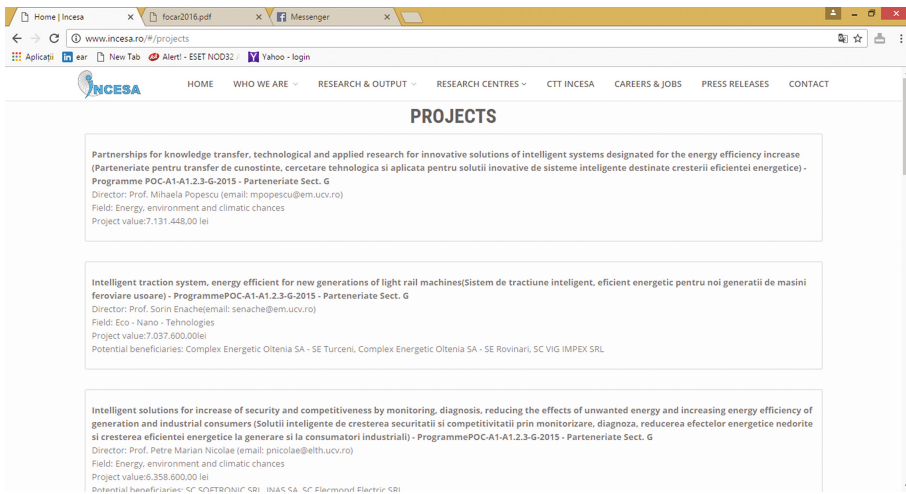 Home | Incesa
focar2016.pdf
Messenger
www.incesa.ro/#/projects
Aplicații
ear
New Tab
Alert! - ESET NOD32
Yahoo - login
INCESA
HOME WHO WE ARE RESEARCH & OUTPUT RESEARCH CENTRES CTT INCESA CAREERS & JOBS PRESS RELEASES CONTACT
PROJECTS
Partnerships for knowledge transfer, technological and applied research for innovative solutions of intelligent systems designated for the energy efficiency increase
(Parteneriate pentru transfer de cunostinte, cercetare tehnologica si aplicata pentru solutii inovative de sisteme inteligente destinate cresterii eficientei energetice) -
Programme POC-A1-A1.2.3-G-2015 - Parteneriate Sect. G
Director: Prof. Mihaela Popescu (email: mpopescu@em.ucv.ro)
Field: Energy, environment and climatic chances
Project value:7.131.448,00 lei
Intelligent traction system, energy efficient for new generations of light rail machines(Sistem de tractiune inteligent, eficient energetic pentru noi generatii de masini
feroviare usoare) - ProgrammePOC-A1-A1.2.3-G-2015 - Parteneriate Sect. G
Director: Prof. Sorin Enache(email: senache@em.ucv.ro)
Field: Eco - Nano - Tehnologies
Project value:7.037.600.00lei
Potential beneficiaries: Complex Energetic Oltenia SA - SE Turceni, Complex Energetic Oltenia SA - SE Rovinari, SC VIG IMPEX SRL
Intelligent solutions for increase of security and competitiveness by monitoring, diagnosis, reducing the effects of unwanted energy and increasing energy efficiency of
generation and industrial consumers (Solutii inteligente de cresterea securitatii si competitivitatii prin monitorizare, diagnoza, reducerea efectelor energetice nedorite
si cresterea eficientei energetice la generare si la consumatori industriali) - ProgrammePOC-A1-A1.2.3-G-2015 - Parteneriate Sect. G
Director: Prof. Petre Marian Nicolae (email: pnicolae@elth.ucv.ro)
Field: Energy, environment and climatic chances
Project value:6.358.600,00 lei
Potential beneficiaries: SC SOFTRONIC SRL, INAS SA, SC Elecmond Electric SRL